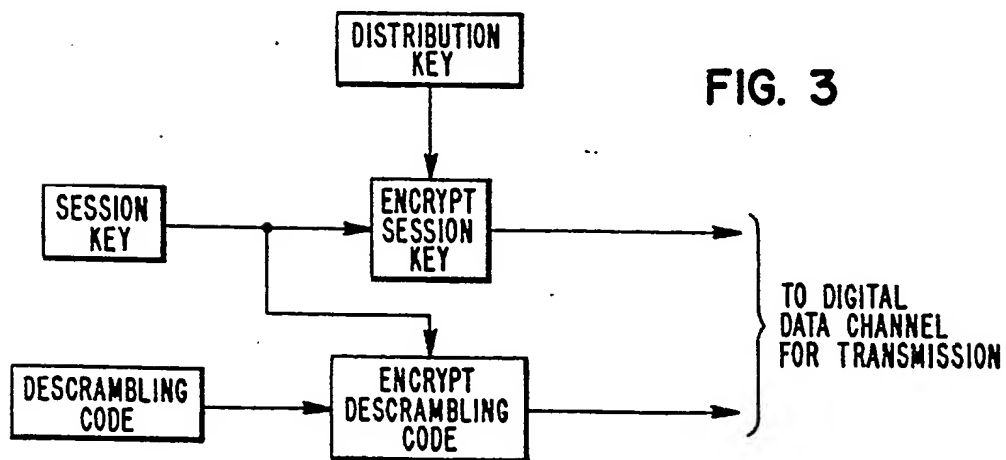 DISTRIBUTION
KEY
FIG. 3
SESSION
KEY
ENCRYPT
SESSION
KEY
TO DIGITAL
DATA CHANNEL
FOR TRANSMISSION
DESCRAMBLING
CODE
ENCRYPT
DESCRAMBLING
CODE